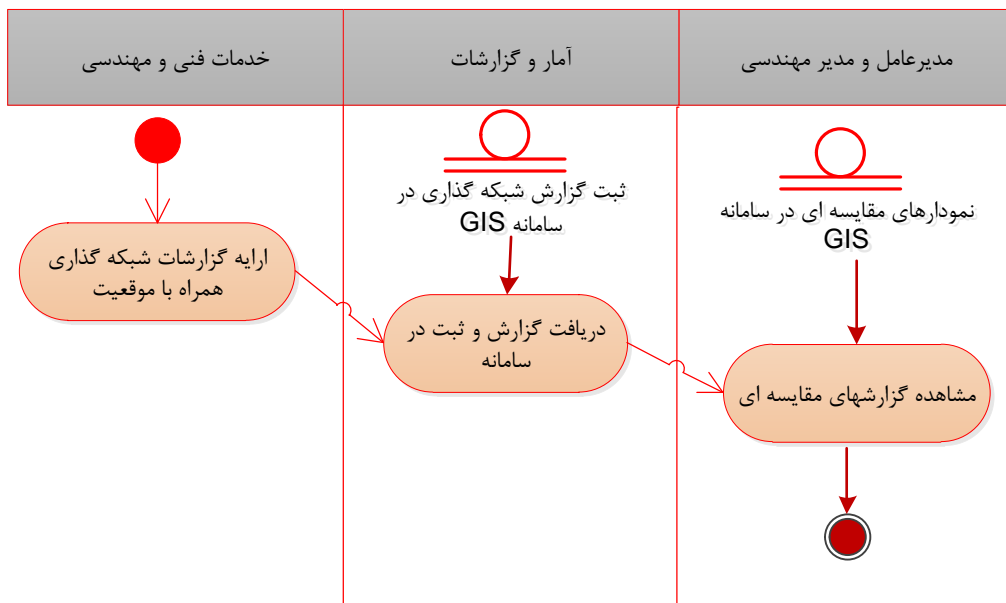 خدمات فنی و مهندسی
آمار و گزارشات
مدیرعامل و مدیر مهندسی
ارایه گزارشات شبکه گذاری
همراه با موقعیت
ثبت گزارش شبکه گذاری در
سامانه GIS
دریافت گزارش و ثبت در
سامانه
نمودارهای مقایسه ای در سامانه
GIS
مشاهده گزارشهای مقایسه ای